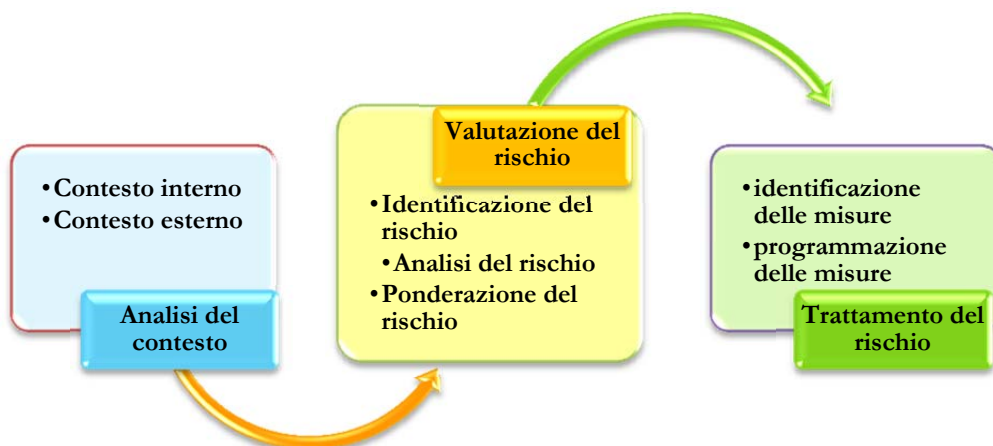 •Contesto interno
•Contesto esterno
Analisi del
contesto
Valutazione del
rischio
•Identificazione del
rischio
•Analisi del rischio
•Ponderazione del
rischio
•identificazione
delle misure
•programmazione
delle misure
Trattamento del
rischio